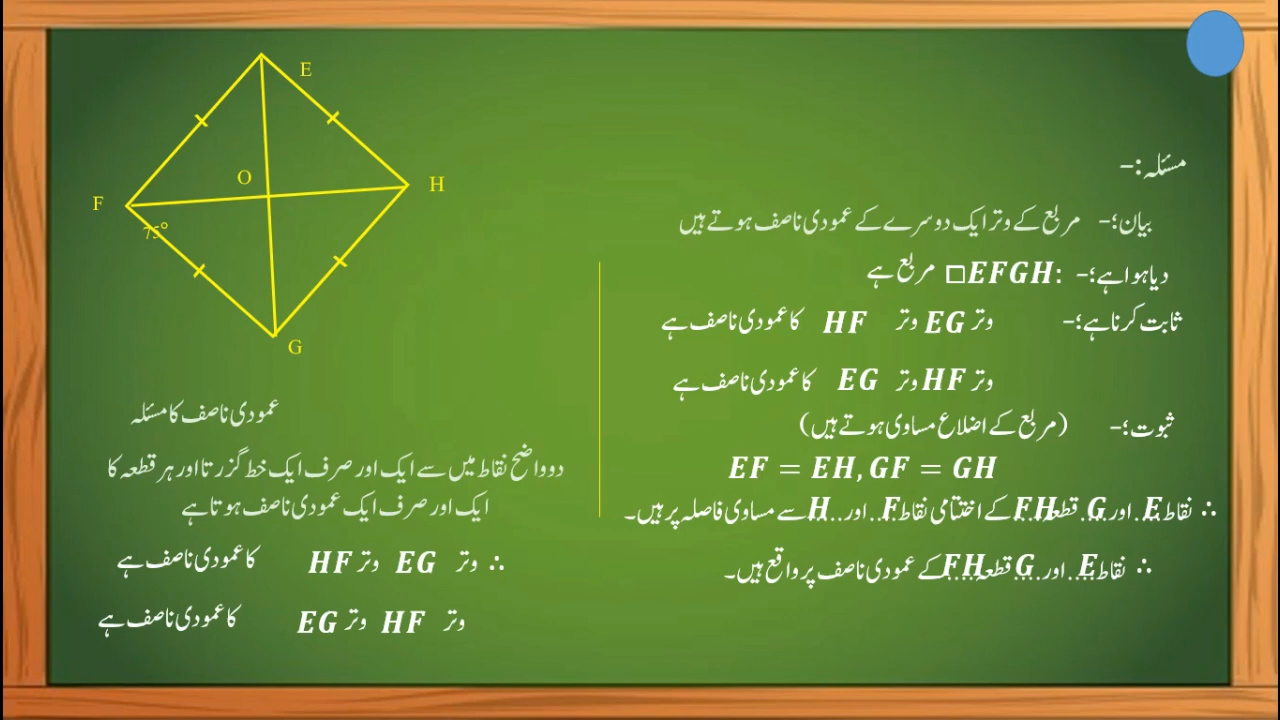 مسئلہ:-
بیان؛- مربع کے وتر ایک دوسرے کے عمودی ناصف ہوتے ہیں
دیا ہوا ہے؛- :□EFGH مربع ہے
ثابت کرنا ہے؛- وتر EG وتر HF کا عمودی ناصف ہے
وتر HF وتر EG کا عمودی ناصف ہے
ثبوت؛- (مربع کے اضلاع مساوی ہوتے ہیں)
EF = EH, GF = GH
∴ نقاط E.... اور G.... قطعہ FH.... کے اختتامی نقاط F.... اور H.... سے مساوی فاصلہ پر ہیں۔
∴ نقاط E.... اور G.... قطعہ FH.... کے عمودی ناصف پر واقع ہیں۔
E
O
H
F
75°
G
عمودی ناصف کا مسئلہ
دو واضح نقاط میں سے ایک اور صرف ایک خط گزرتا اور ہر قطعہ کا
ایک اور صرف ایک عمودی ناصف ہوتا ہے
∴ وتر EG وتر HF کا عمودی ناصف ہے
وتر HF وتر EG کا عمودی ناصف ہے